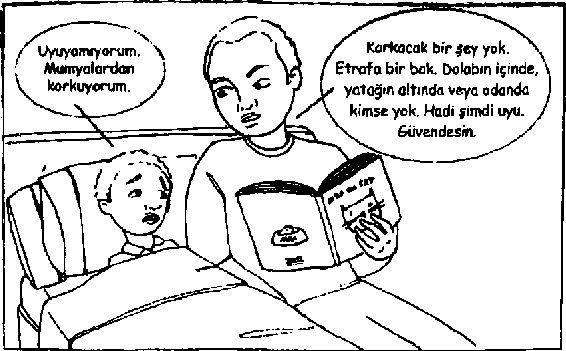 Uyuyamıyorum.
Mumyalardan
korkuyorum.
Korkacak bir şey yok.
Etrafa bir bak. Dolabın içinde,
yatağın altında veya odanda
kimse yok. Hadi şimdi uyu.
Güvendesin.